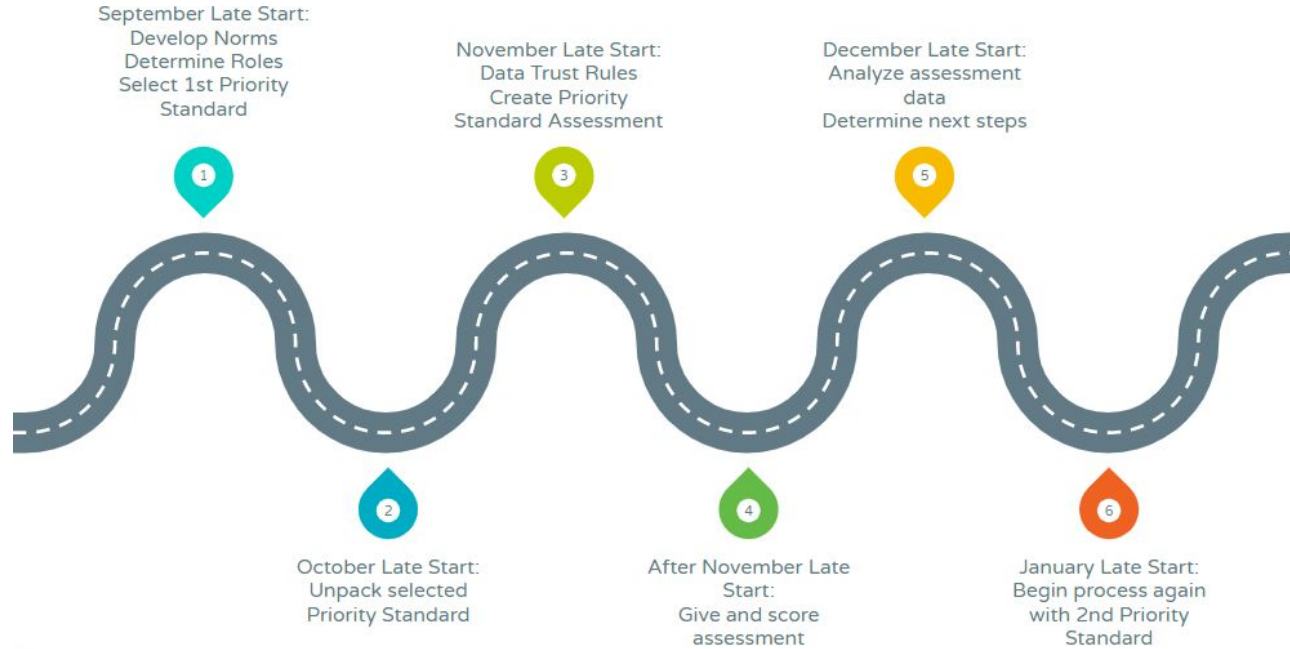 September Late Start:
Develop Norms
Determine Roles
Select 1st Priority
Standard
1
October Late Start:
Unpack selected
Priority Standard
2
November Late Start:
Data Trust Rules
Create Priority
Standard Assessment
3
After November Late
Start:
Give and score
assessment
4
December Late Start:
Analyze assessment
data
Determine next steps
5
January Late Start:
Begin process again
with 2nd Priority
Standard
6